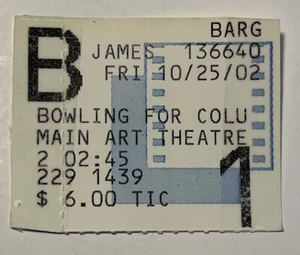 BARG
B JAMES 136640
FRI 10/25/02
BOWLING FOR COLU
MAIN ART THEATRE
2 02:45
229 1439
$ 6.00 TIC 1